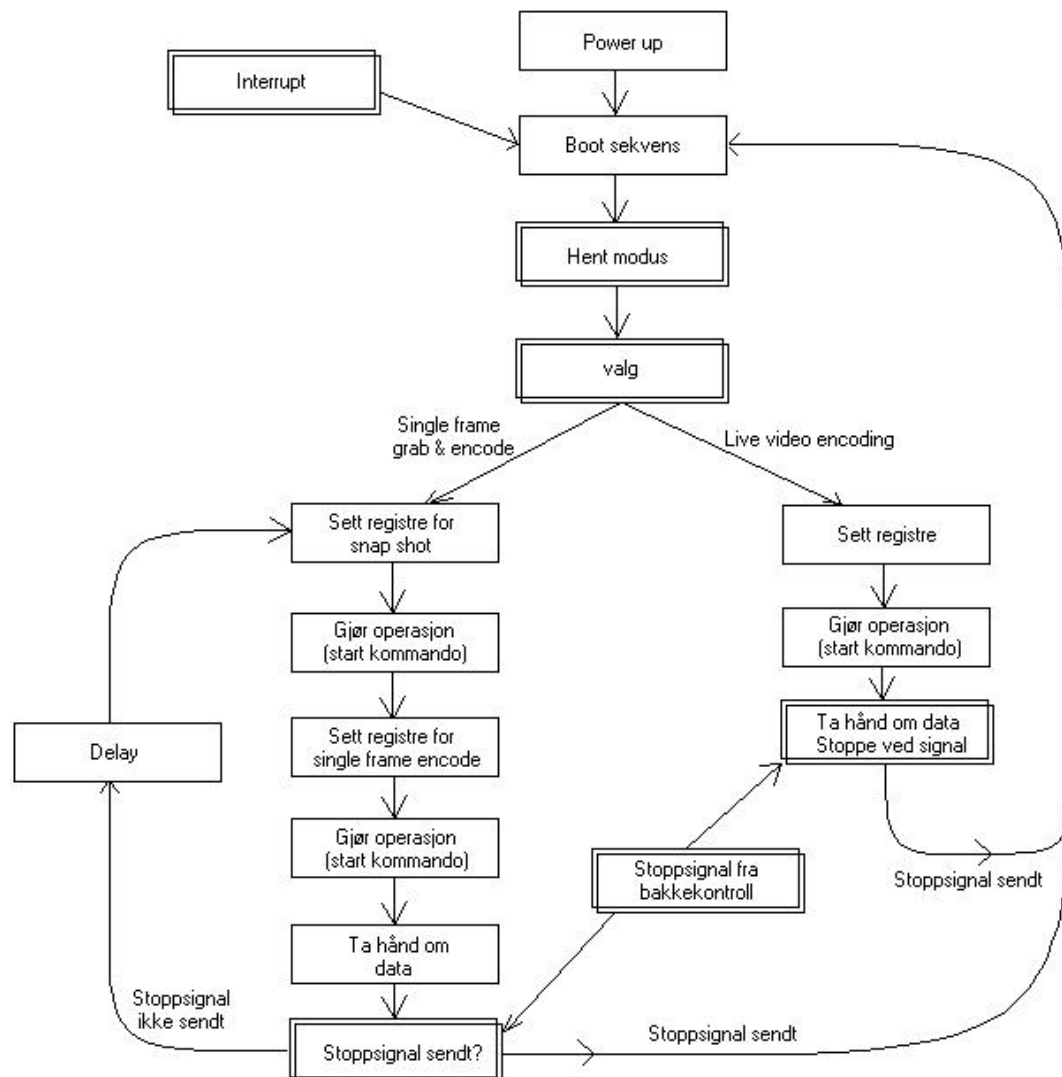 Power up
Interrupt
Boot sekvens
Hent modus
valg
Single frame
grab & encode
Live video encoding
Sett registre for
snap shot
Sett registre
Gjør operasjon
(start kommando)
Gjør operasjon
(start kommando)
Sett registre for
single frame encode
Ta hånd om data
Stoppe ved signal
Delay
Gjør operasjon
(start kommando)
Stoppsignal fra
bakkekontroll
Stoppsignal sendt
Ta hånd om
data
Stoppsignal
ikke sendt
Stoppsignal sendt?
Stoppsignal sendt